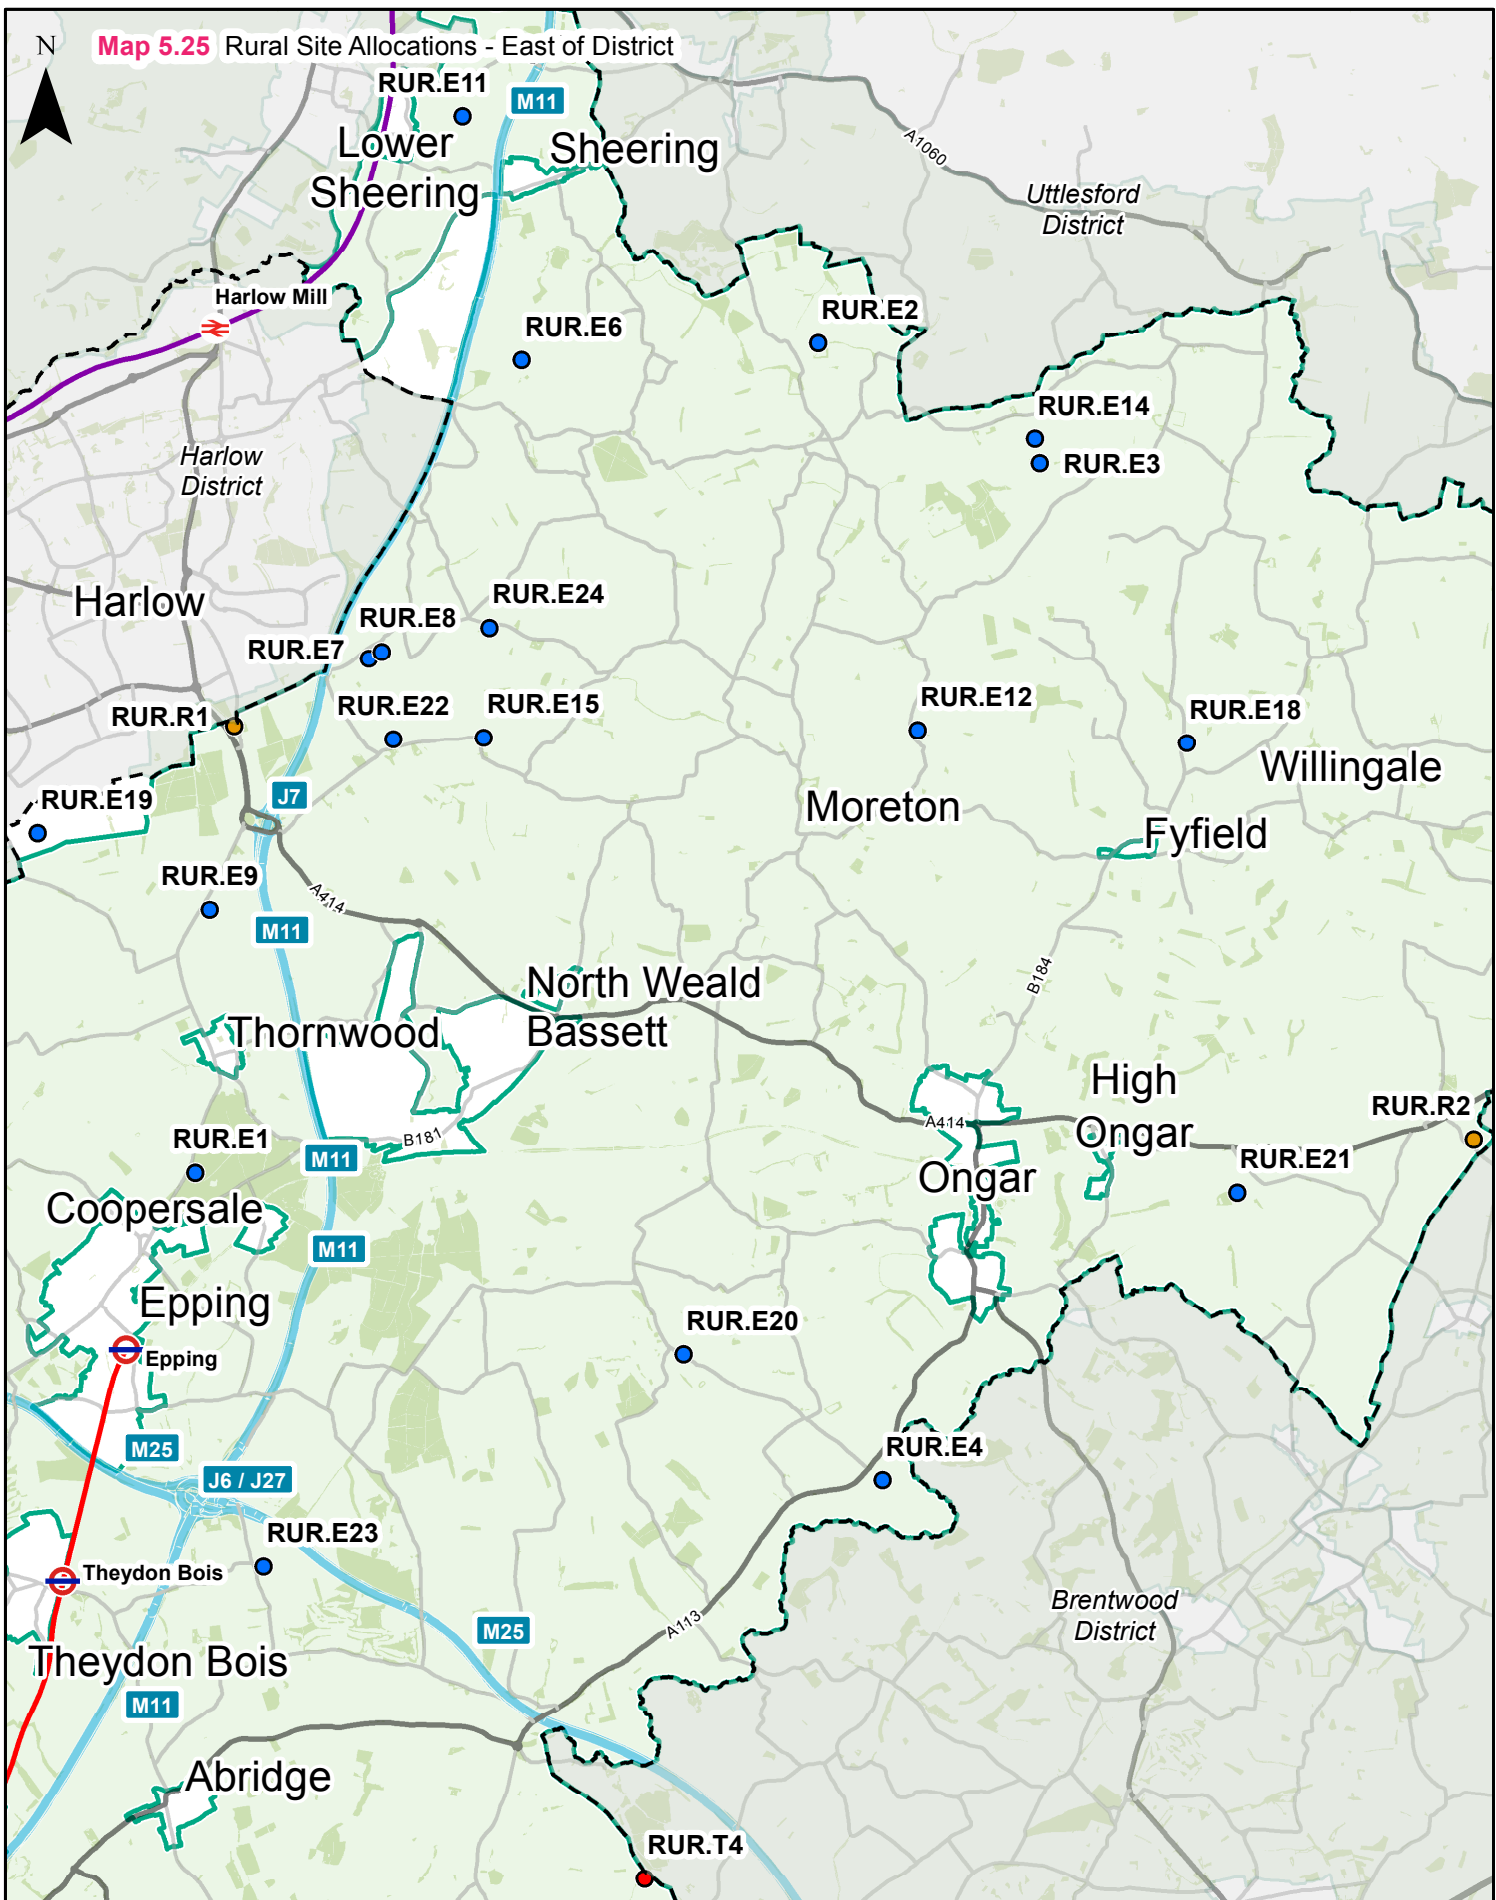 N
Map 5.25 Rural Site Allocations - East of District
RUR.E11
M11
Lower
Sheering
Sheering
A1060
Uttlesford
District
Harlow Mill
RUR.E6
RUR.E2
RUR.E14
RUR.E3
Harlow
District
Harlow
RUR.E24
RUR.E8
RUR.E7
RUR.R1
RUR.E22
RUR.E15
RUR.E12
RUR.E18
Willingale
J7
RUR.E19
Moreton
Fyfield
RUR.E9
A414
M11
B184
North Weald
Bassett
Thornwood
High
Ongar
RUR.R2
A414
B181
RUR.E1
M11
RUR.E21
Ongar
Coopersale
M11
Epping
RUR.E20
Epping
M25
RUR.E4
J6 / J27
RUR.E23
Theydon Bois
Brentwood
District
M25
A113
Theydon Bois
M11
Abridge
RUR.T4